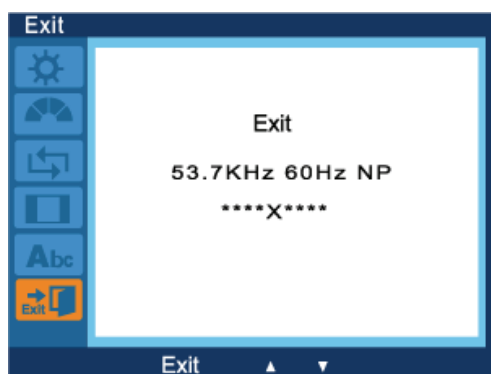 Exit
Abc
Exit
Exit
53.7KHz 60Hz NP
****X****
Exit ▲ ▼